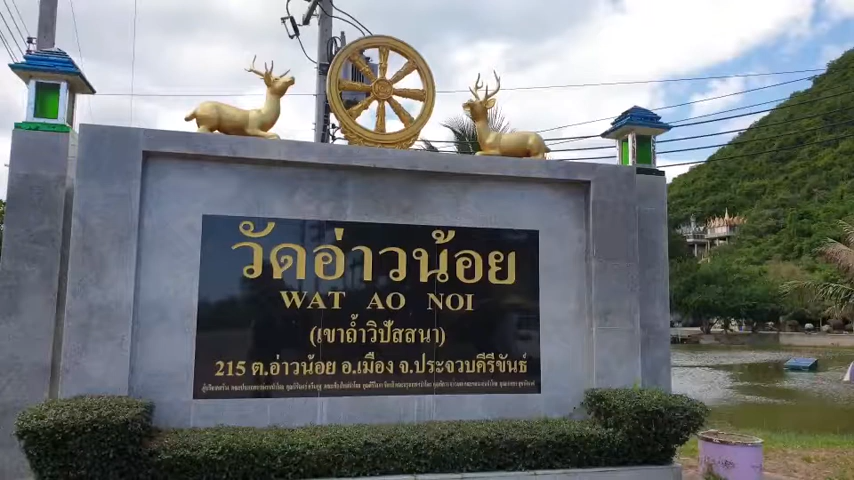 วัดอ่าวน้อย
WAT AO NOI
(เขาถ้ำวิปัสสนา)
215 ต.อ่าวน้อย อ.เมือง จ.ประจวบคีรีขันธ์